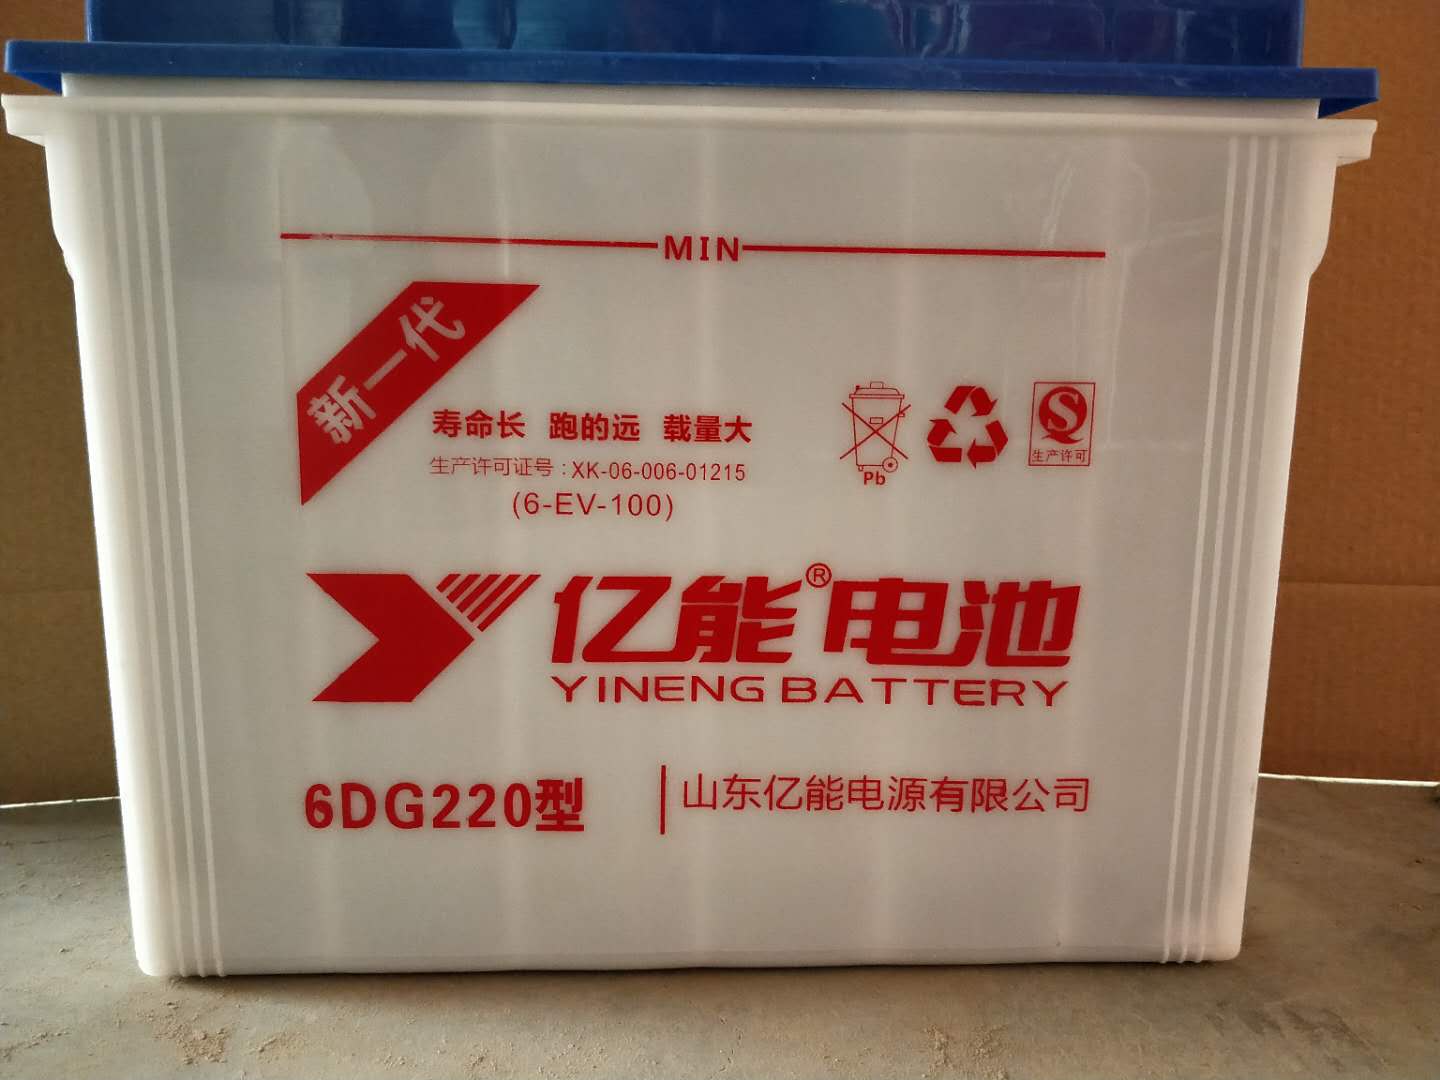 MIN
新一代
寿命长 跑的远 载量大
生产许可证号:XK-06-006-01215
(6-EV-100)
Pb
S
生产许可
亿能®电池
YINENG BATTERY
6DG220型
山东亿能电源有限公司